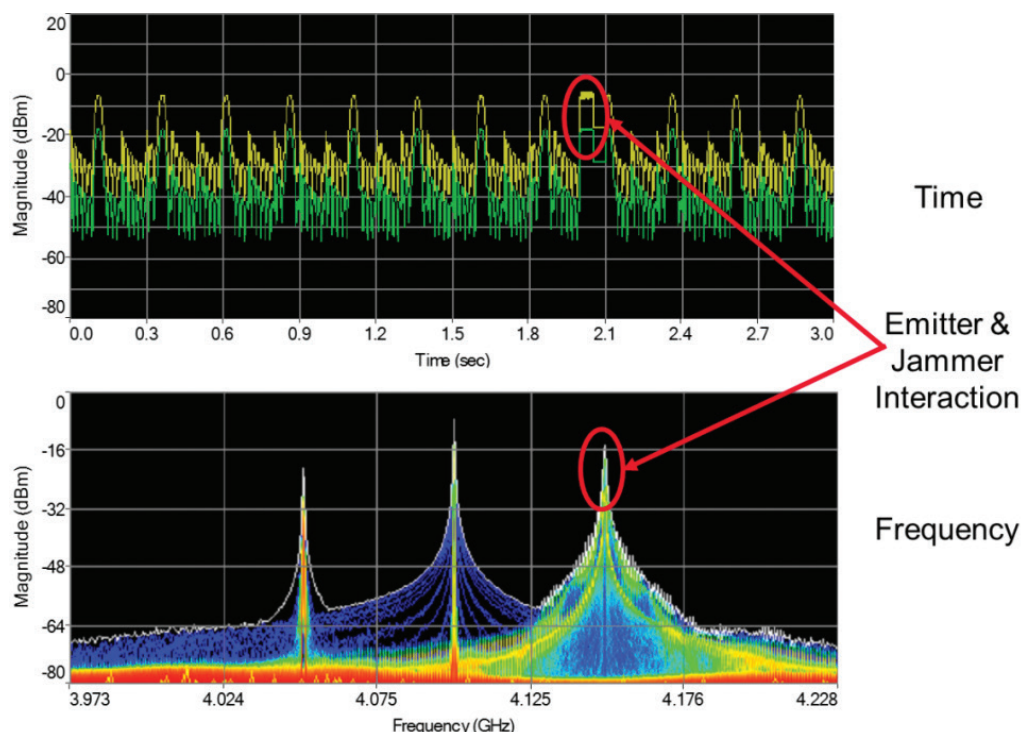 20
0
-20
-40
-60
-80
Magnitude (dBm)
0.0 0.3 0.6 0.9 1.2 1.5 1.8 2.1 2.4 2.7 3.0
Time (sec)
Time
Emitter &
Jammer
Interaction
0
-16
-32
-48
-64
-80
Magnitude (dBm)
3.973 4.024 4.075 4.125 4.176 4.228
Frequency (GHz)
Frequency